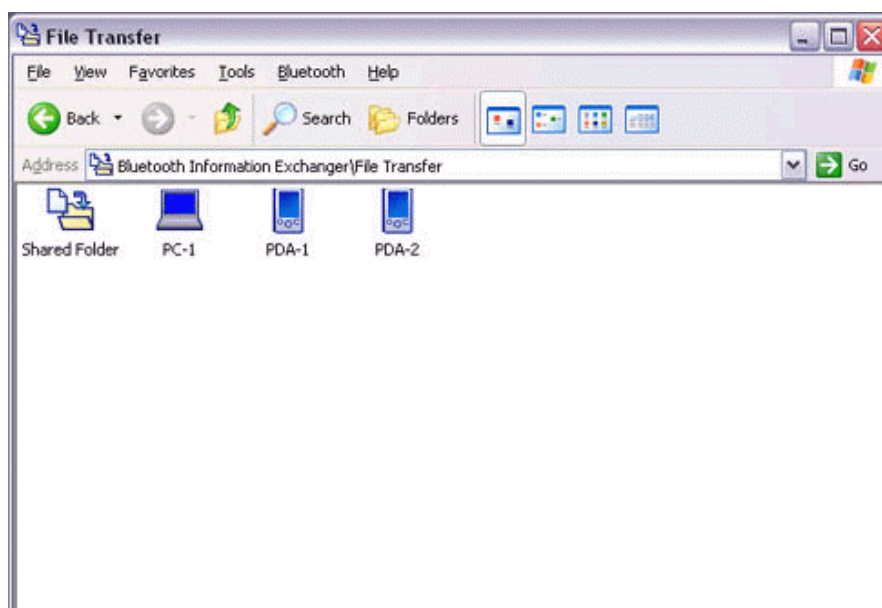 File Transfer
File View Favorites Tools Bluetooth Help
Back Search Folders
Address Bluetooth Information Exchanger\File Transfer Go
Shared Folder PC-1 PDA-1 PDA-2